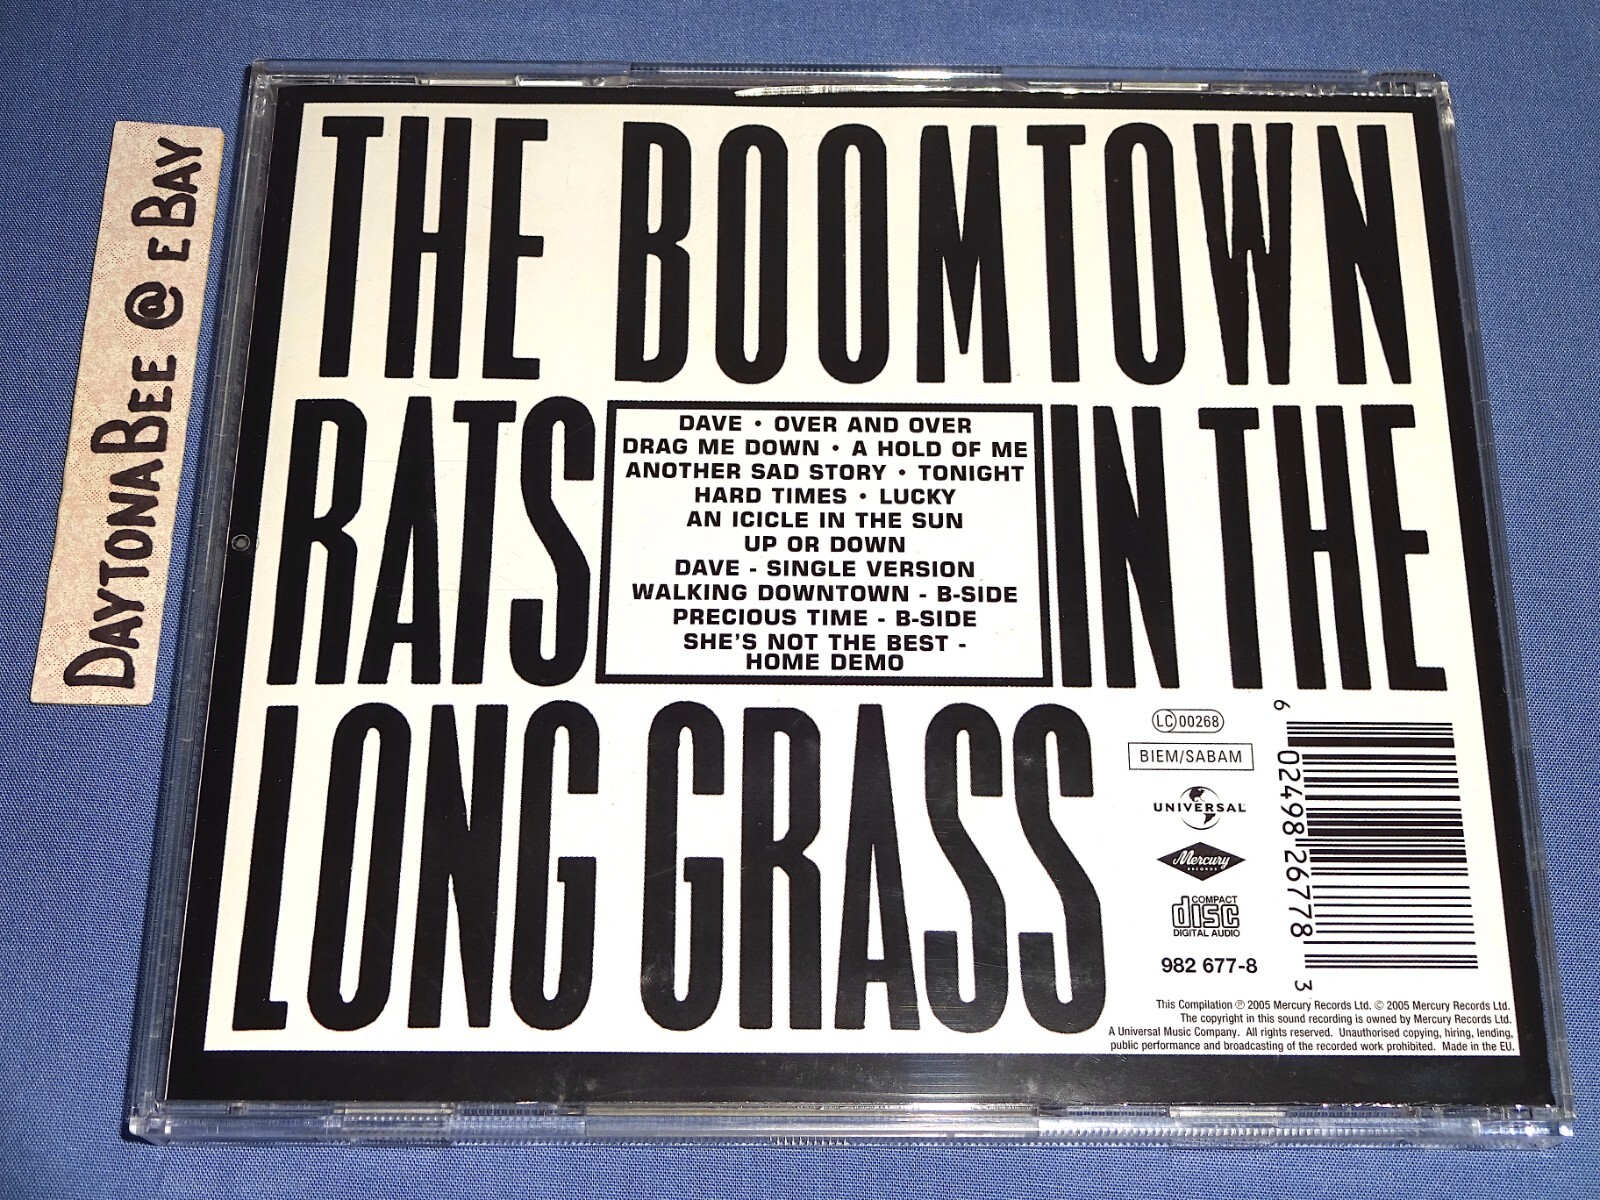 DAYTONABEE @ EBAY
THE BOOMTOWN
RATS IN THE
LONG GRASS
DAVE • OVER AND OVER
DRAG ME DOWN • A HOLD OF ME
ANOTHER SAD STORY • TONIGHT
HARD TIMES • LUCKY
AN ICICLE IN THE SUN
UP OR DOWN
DAVE - SINGLE VERSION
WALKING DOWNTOWN - B-SIDE
PRECIOUS TIME - B-SIDE
SHE'S NOT THE BEST -
HOME DEMO
LC 00268
BIEM/SABAM
UNIVERSAL
Mercury
RECORDS
COMPACT
disc
DIGITAL AUDIO
982 677-8
6 02498 26778 3
This Compilation ℗ 2005 Mercury Records Ltd. © 2005 Mercury Records Ltd.
The copyright in this sound recording is owned by Mercury Records Ltd.
A Universal Music Company. All rights reserved. Unauthorised copying, hiring, lending,
public performance and broadcasting of the recorded work prohibited. Made in the EU.